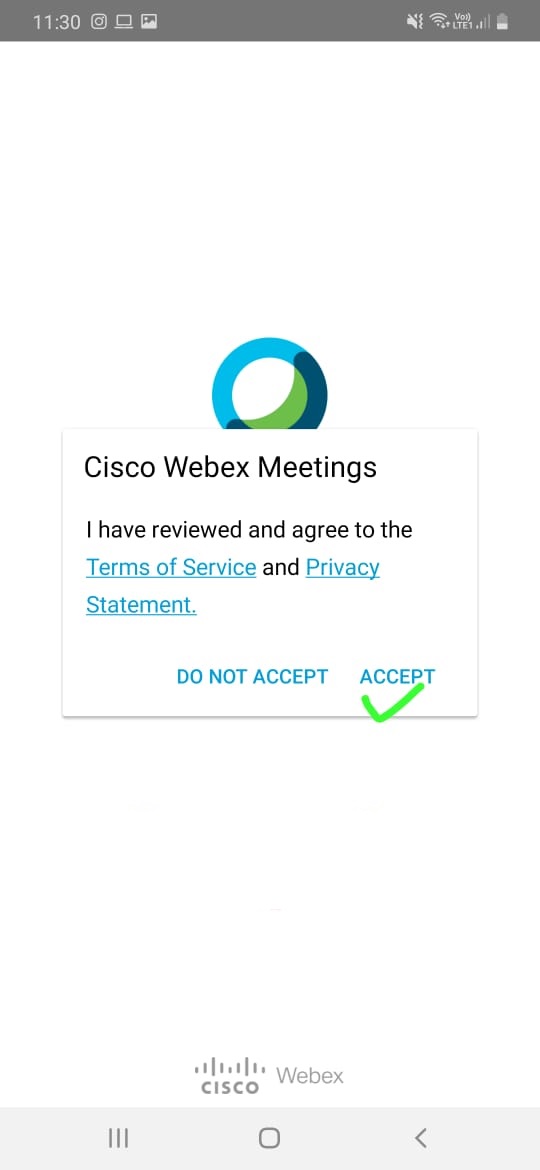 11:30
Vo))
LTE1
Cisco Webex Meetings
I have reviewed and agree to the
Terms of Service and Privacy
Statement.
DO NOT ACCEPT ACCEPT
CISCO Webex